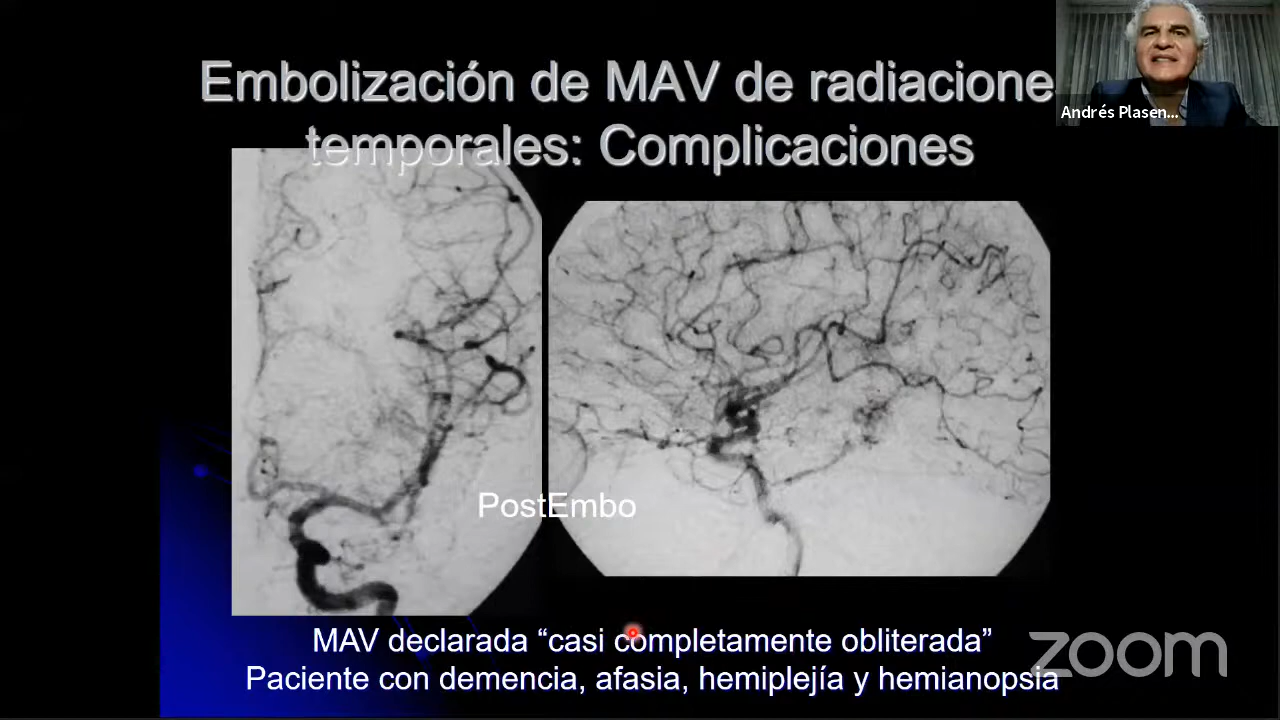 Embolización de MAV de radiacione
temporales: Complicaciones
Andrés Plasen...
PostEmbo
MAV declarada “casi completamente obliterada”
Paciente con demencia, afasia, hemiplejía y hemianopsia
zoom